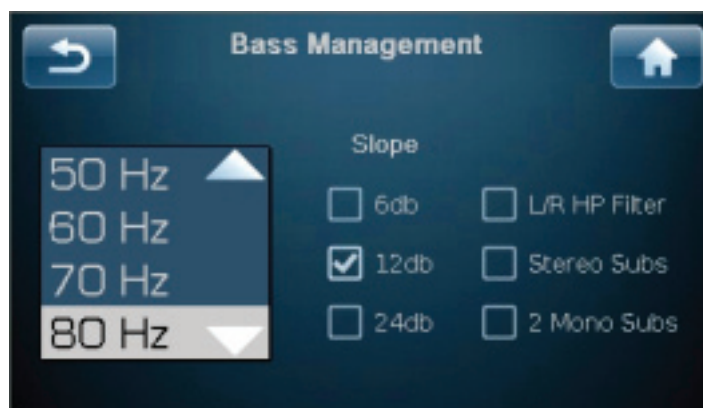 Bass Management
50 Hz
60 Hz
70 Hz
80 Hz
Slope
6db
12db
24db
L/R HP Filter
Stereo Subs
2 Mono Subs